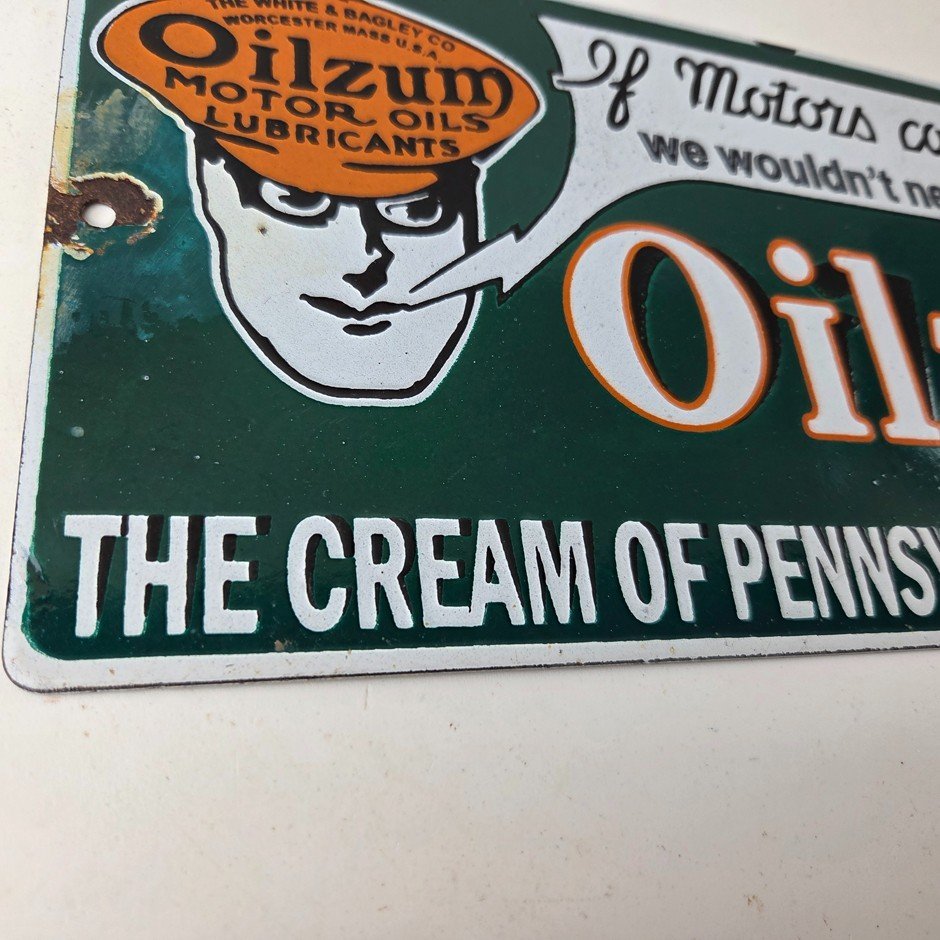 THE WHITE & BAGLEY CO
WORCESTER MASS U.S.A.
Oilzum
MOTOR OILS
LUBRICANTS
If Motors co
we wouldn't ne
Oil
THE CREAM OF PENNSY